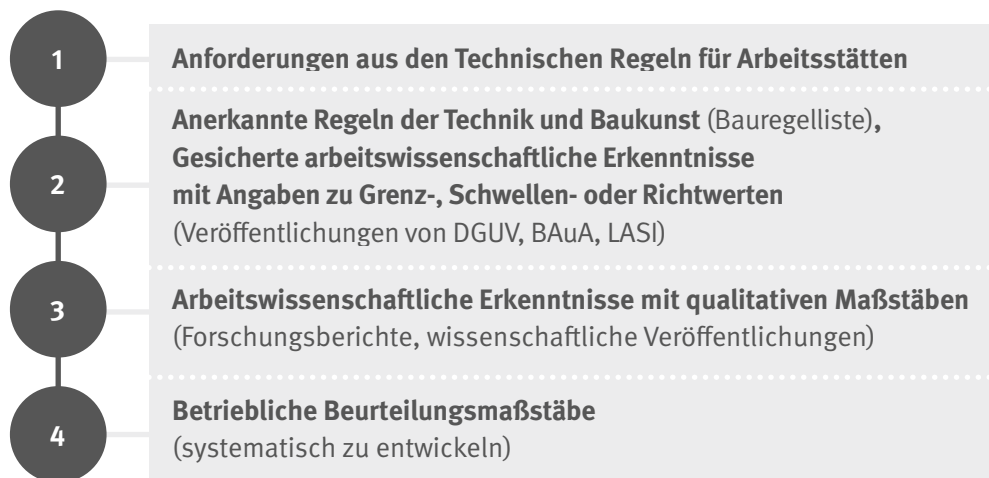 1
Anforderungen aus den Technischen Regeln für Arbeitsstätten
2
Anerkannte Regeln der Technik und Baukunst (Bauregelliste),
Gesicherte arbeitswissenschaftliche Erkenntnisse
mit Angaben zu Grenz-, Schwellen- oder Richtwerten
(Veröffentlichungen von DGUV, BAuA, LASI)
3
Arbeitswissenschaftliche Erkenntnisse mit qualitativen Maßstäben
(Forschungsberichte, wissenschaftliche Veröffentlichungen)
4
Betriebliche Beurteilungsmaßstäbe
(systematisch zu entwickeln)